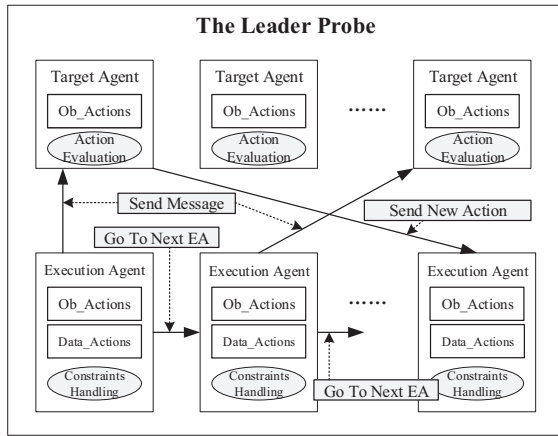 The Leader Probe
Target Agent
Ob_Actions
Action
Evaluation
Target Agent
Ob_Actions
Action
Evaluation
......
Target Agent
Ob_Actions
Action
Evaluation
Send Message
Send New Action
Go To Next EA
Execution Agent
Ob_Actions
Data_Actions
Constraints
Handling
Execution Agent
Ob_Actions
Data_Actions
Constraints
Handling
......
Go To Next EA
Execution Agent
Ob_Actions
Data_Actions
Constraints
Handling